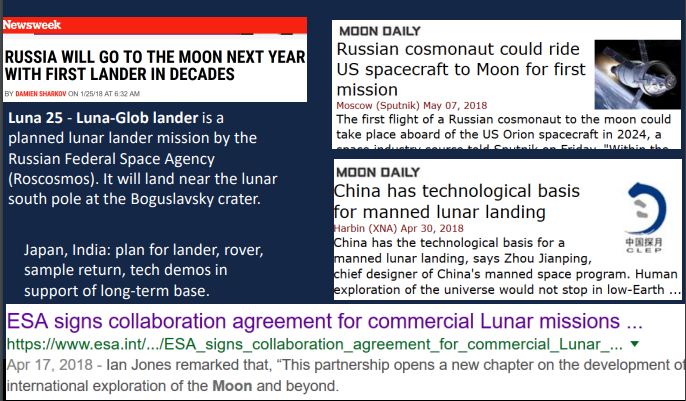 Newsweek
RUSSIA WILL GO TO THE MOON NEXT YEAR
WITH FIRST LANDER IN DECADES
BY DAMIEN SHARKOV ON 1/25/18 AT 6:32 AM
Luna 25 - Luna-Glob lander is a
planned lunar lander mission by the
Russian Federal Space Agency
(Roscosmos). It will land near the lunar
south pole at the Boguslavsky crater.
Japan, India: plan for lander, rover,
sample return, tech demos in
support of long-term base.
MOON DAILY
Russian cosmonaut could ride
US spacecraft to Moon for first
mission
Moscow (Sputnik) May 07, 2018
The first flight of a Russian cosmonaut to the moon could
take place aboard of the US Orion spacecraft in 2024, a
space industry source told Sputnik on Friday. "Within the
MOON DAILY
China has technological basis
for manned lunar landing
Harbin (XNA) Apr 30, 2018
China has the technological basis for a
manned lunar landing, says Zhou Jianping,
chief designer of China's manned space program. Human
exploration of the universe would not stop in low-Earth ...
中国探月
CLEP
ESA signs collaboration agreement for commercial Lunar missions ...
https://www.esa.int/.../ESA_signs_collaboration_agreement_for_commercial_Lunar_...
Apr 17, 2018 - Ian Jones remarked that, “This partnership opens a new chapter on the development of
international exploration of the Moon and beyond.